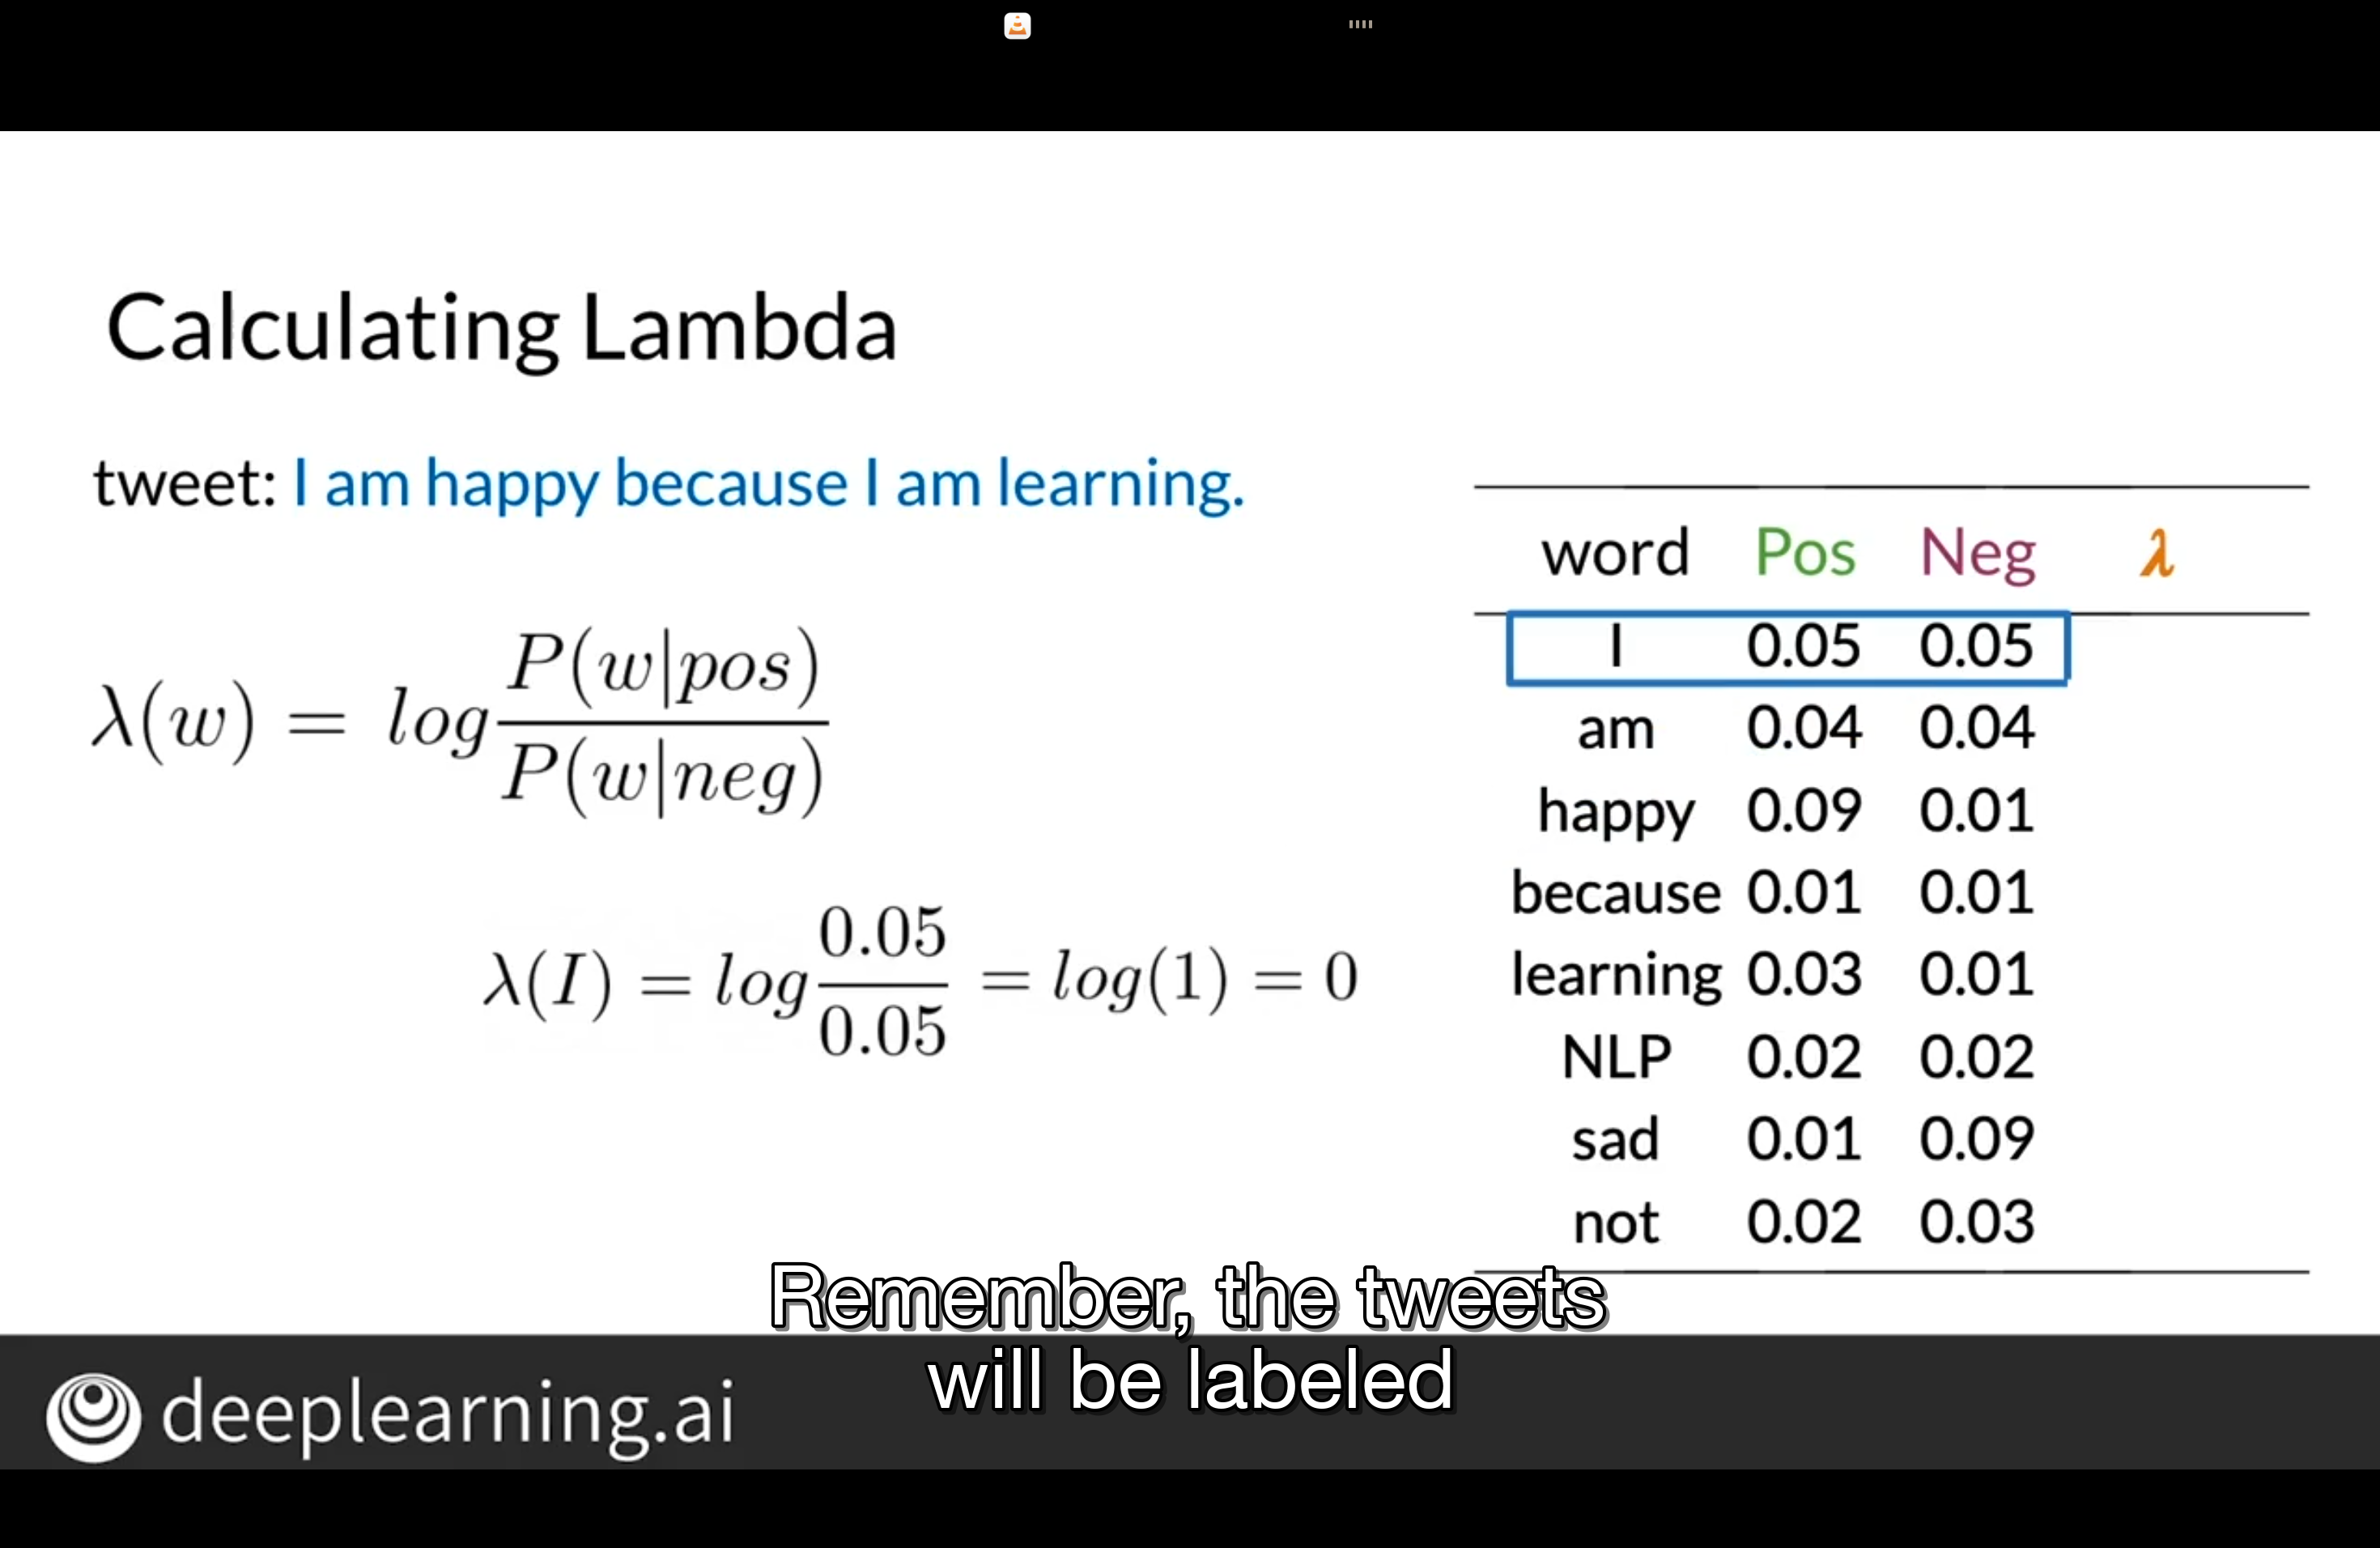 Calculating Lambda
tweet: I am happy because I am learning.
λ(w) = log P(w|pos) / P(w|neg)
λ(I) = log 0.05 / 0.05 = log(1) = 0
word Pos Neg λ
I 0.05 0.05
am 0.04 0.04
happy 0.09 0.01
because 0.01 0.01
learning 0.03 0.01
NLP 0.02 0.02
sad 0.01 0.09
not 0.02 0.03
Remember, the tweets
will be labeled
deeplearning.ai